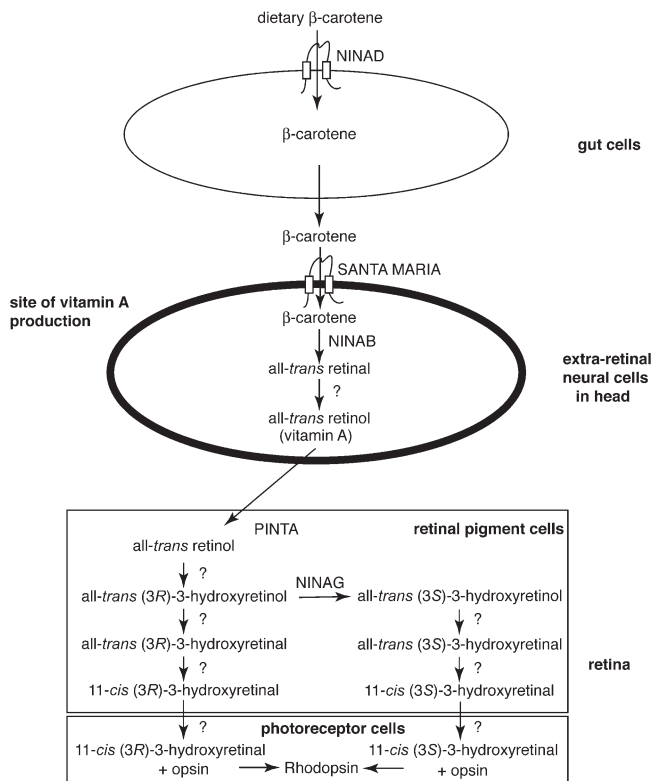 dietary β-carotene
NINAD
β-carotene
gut cells
β-carotene
SANTA MARIA
site of vitamin A
production
β-carotene
NINAB
all-trans retinal
?
all-trans retinol
(vitamin A)
extra-retinal
neural cells
in head
PINTA
retinal pigment cells
all-trans retinol
?
all-trans (3R)-3-hydroxyretinol
NINAG
all-trans (3S)-3-hydroxyretinol
?
?
all-trans (3R)-3-hydroxyretinal
all-trans (3S)-3-hydroxyretinal
?
?
11-cis (3R)-3-hydroxyretinal
11-cis (3S)-3-hydroxyretinal
retina
?
photoreceptor cells
?
11-cis (3R)-3-hydroxyretinal
+ opsin
Rhodopsin
11-cis (3S)-3-hydroxyretinal
+ opsin